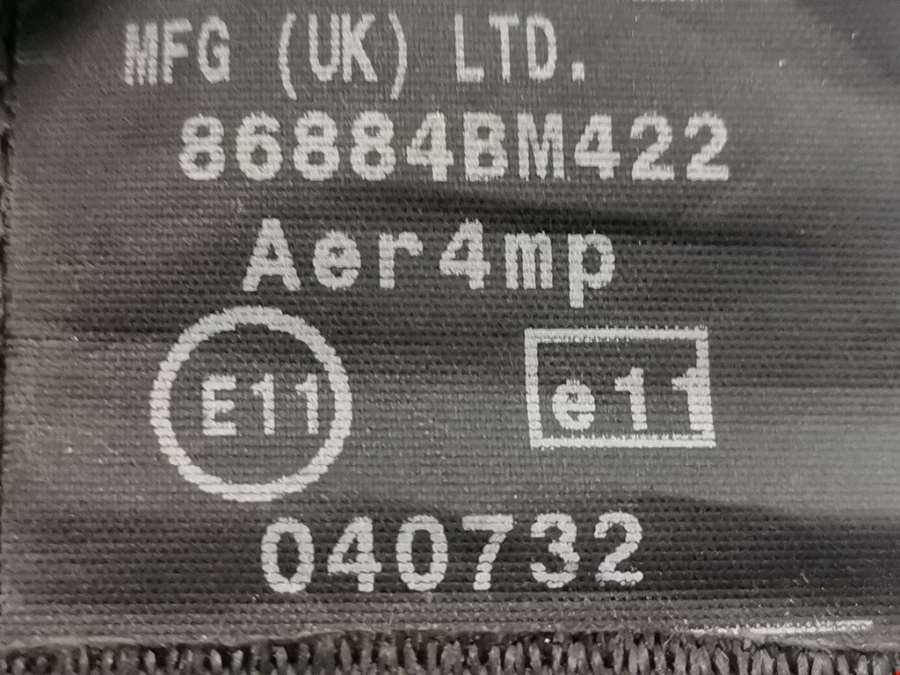 MFG (UK) LTD.
86884BM422
Aer4mp
E11 e11
040732